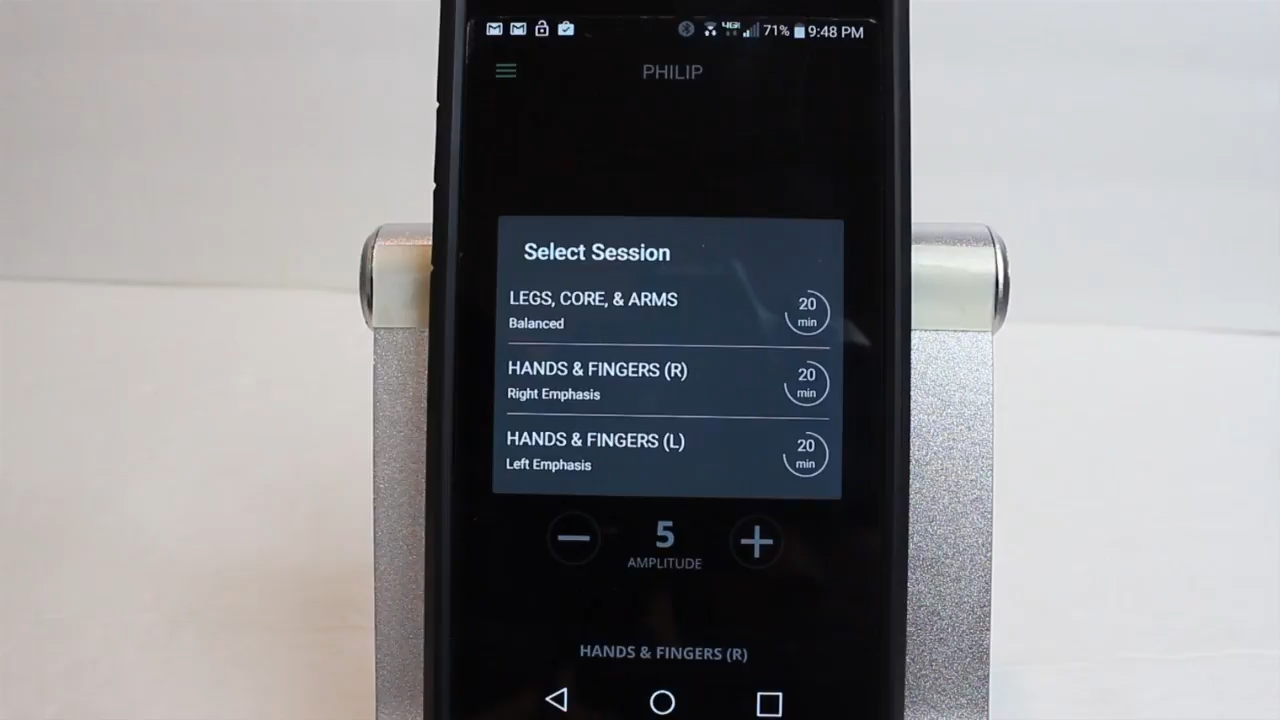 4G 71% 9:48 PM
PHILIP
Select Session
LEGS, CORE, & ARMS
Balanced
20
min
HANDS & FINGERS (R)
Right Emphasis
20
min
HANDS & FINGERS (L)
Left Emphasis
20
min
5
AMPLITUDE
HANDS & FINGERS (R)